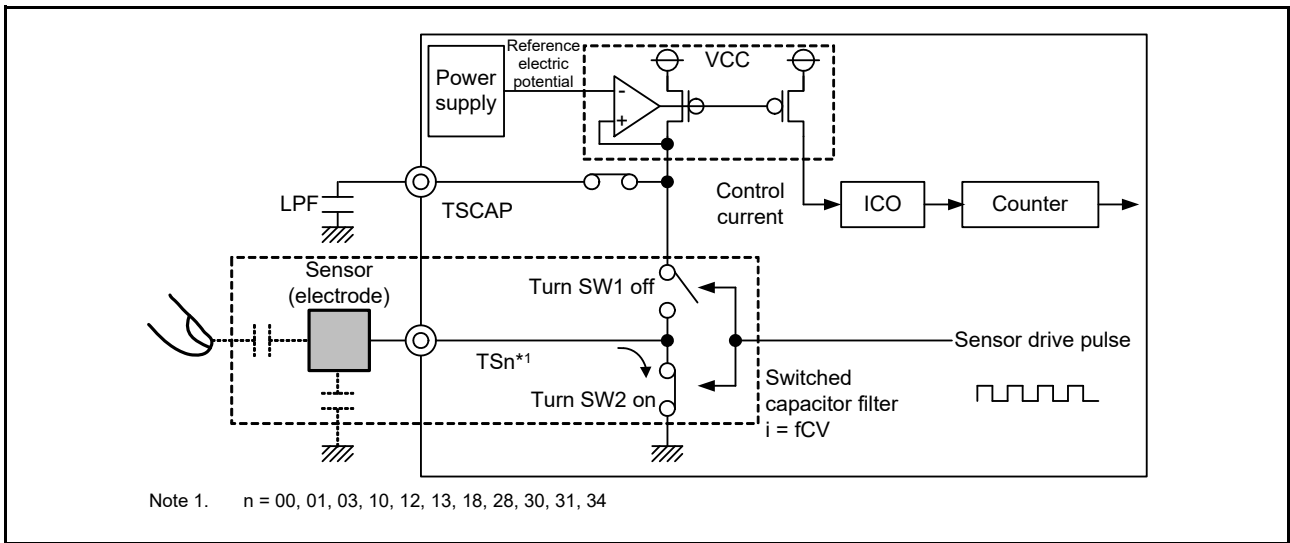 Power
supply
Reference
electric
potential
VCC
-
+
LPF
TSCAP
Control
current
ICO
Counter
Sensor
(electrode)
Turn SW1 off
TSn*1
Turn SW2 on
Sensor drive pulse
Switched
capacitor filter
i = fCV
Note 1. n = 00, 01, 03, 10, 12, 13, 18, 28, 30, 31, 34